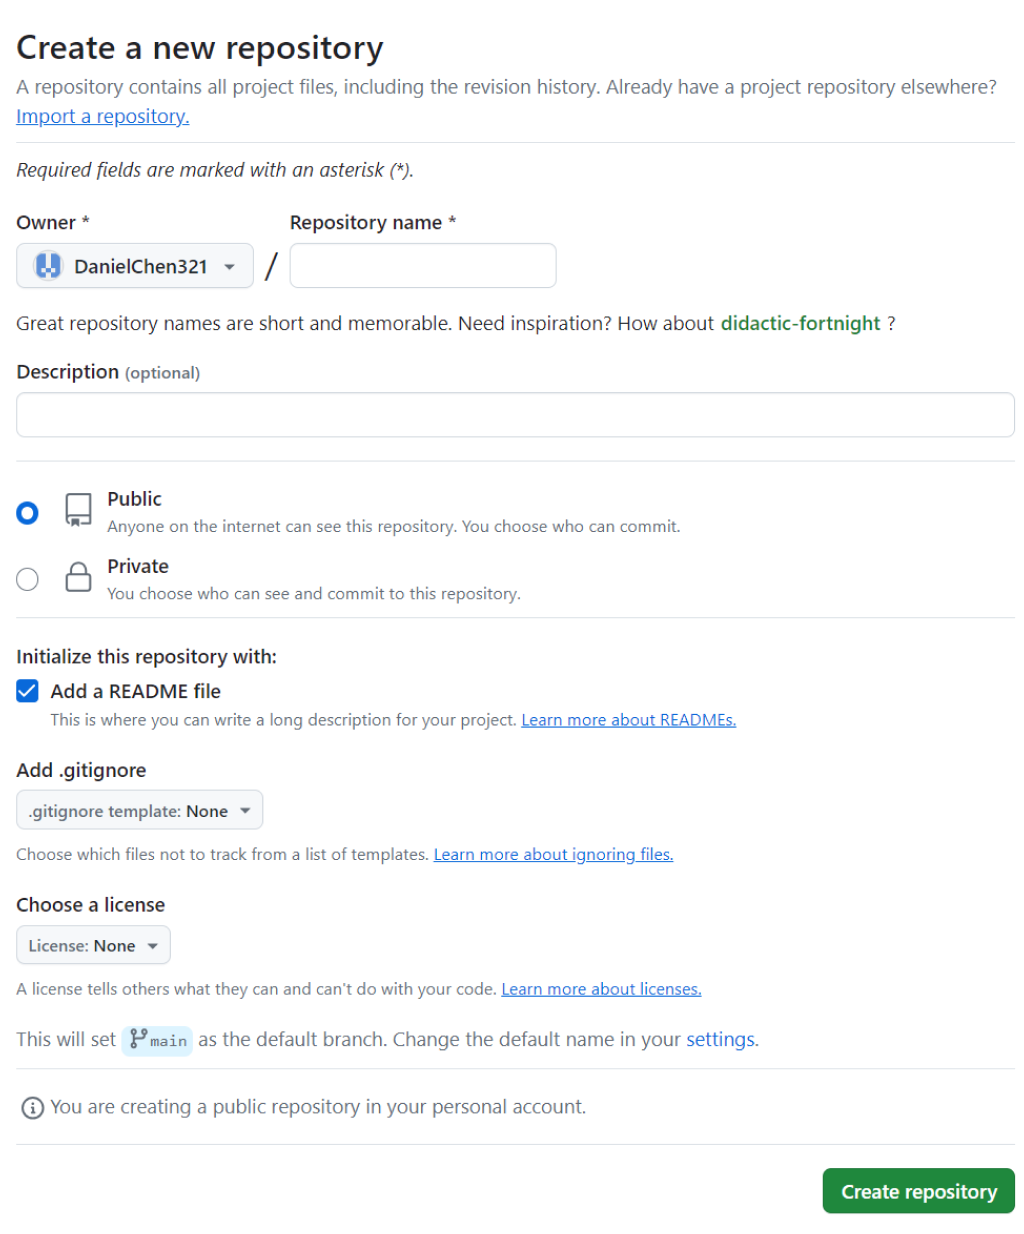 Create a new repository
A repository contains all project files, including the revision history. Already have a project repository elsewhere?
Import a repository.
Required fields are marked with an asterisk (*).
Owner * Repository name *
DanielChen321 /
Great repository names are short and memorable. Need inspiration? How about didactic-fortnight ?
Description (optional)
Public
Anyone on the internet can see this repository. You choose who can commit.
Private
You choose who can see and commit to this repository.
Initialize this repository with:
Add a README file
This is where you can write a long description for your project. Learn more about READMEs.
Add .gitignore
.gitignore template: None
Choose which files not to track from a list of templates. Learn more about ignoring files.
Choose a license
License: None
A license tells others what they can and can't do with your code. Learn more about licenses.
This will set main as the default branch. Change the default name in your settings.
You are creating a public repository in your personal account.
Create repository